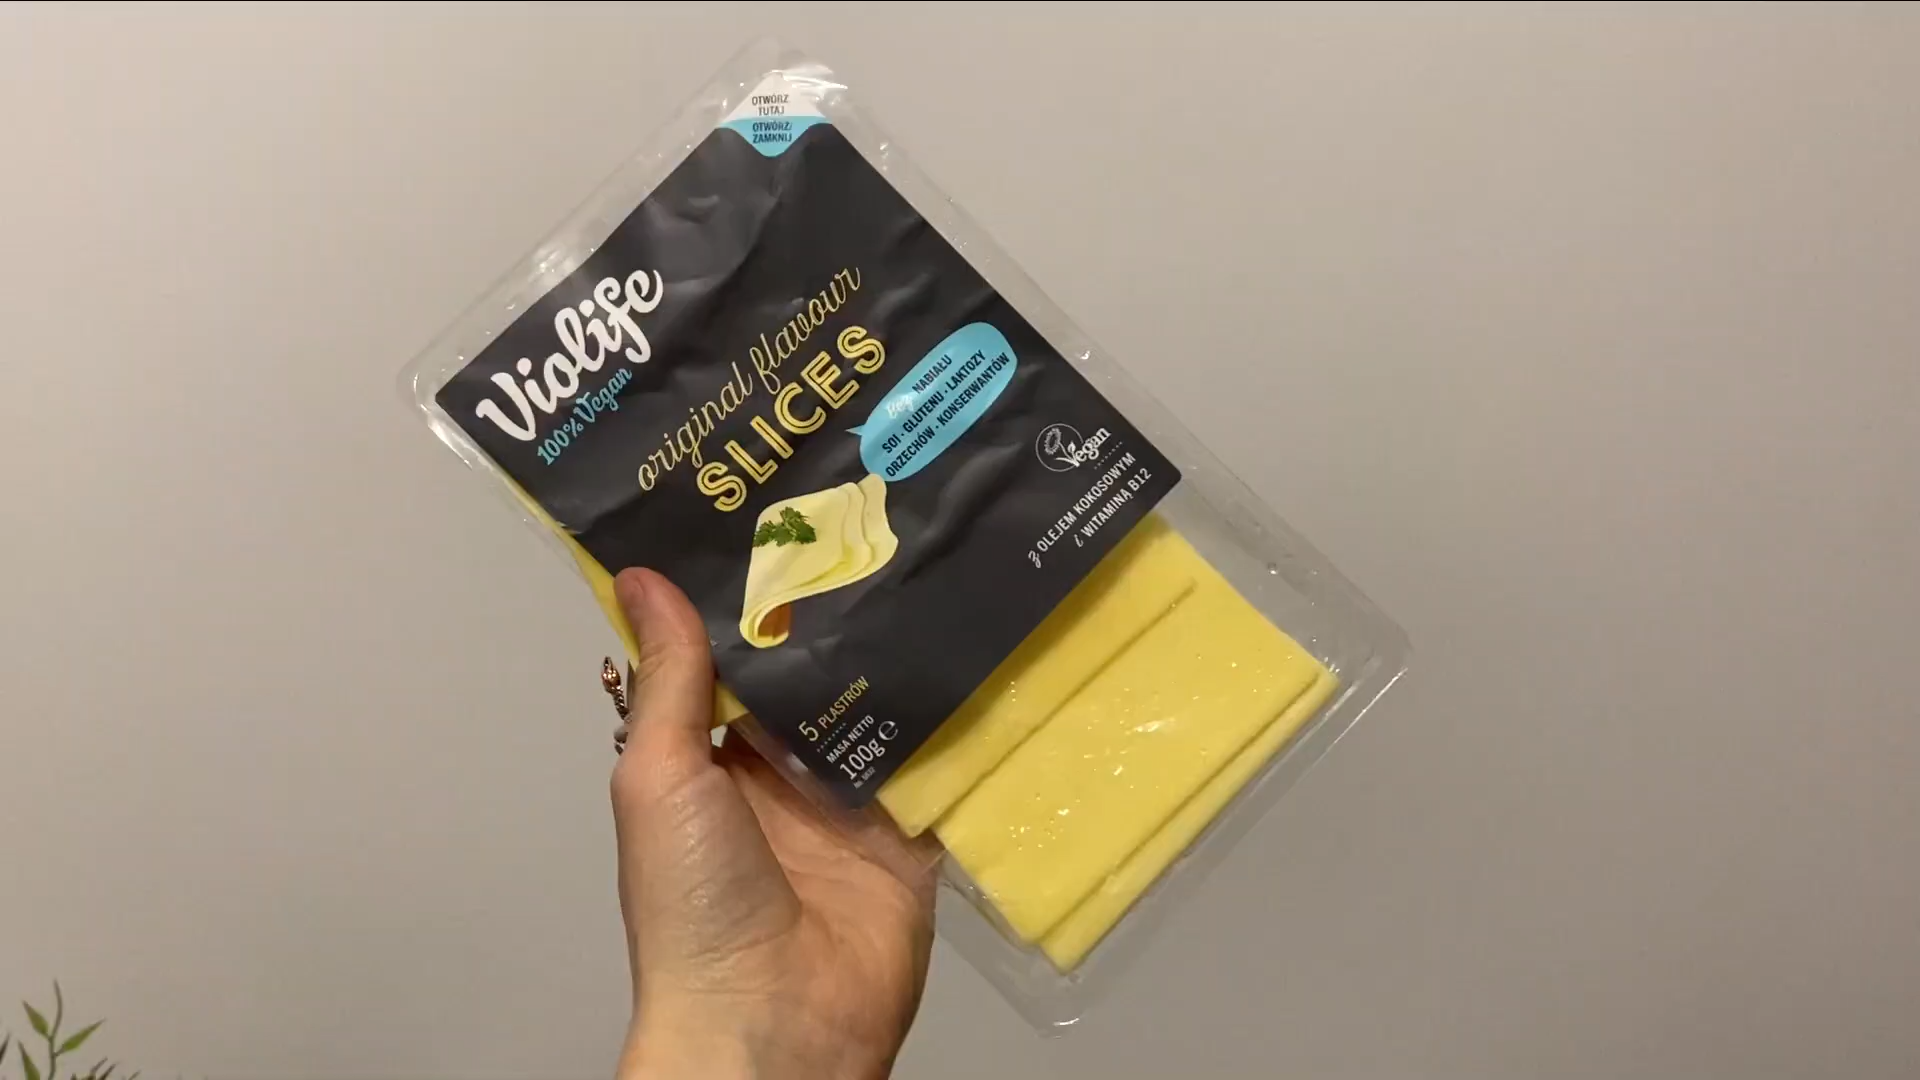 OTWÓRZ
TUTAJ
OTWÓRZ/
ZAMKNIJ
Violife
100% Vegan
original flavour
SLICES
Bez NABIAŁU
SOI · GLUTENU · LAKTOZY
ORZECHÓW · KONSERWANTÓW
Vegan
z OLEJEM KOKOSOWYM
i WITAMINĄ B12
5 PLASTRÓW
MASA NETTO
100g e